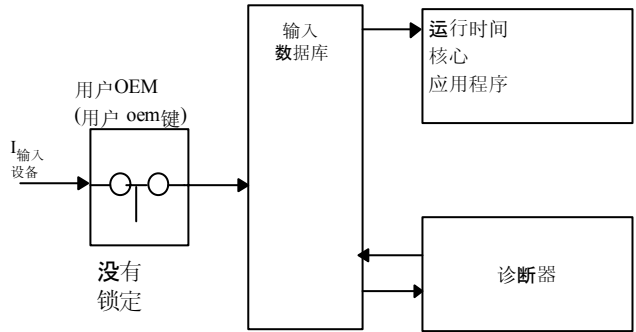 输入
数据库
运行时间
核心
应用程序
用户OEM
(用户 oem键)
I输入
设备
没有
锁定
诊断器